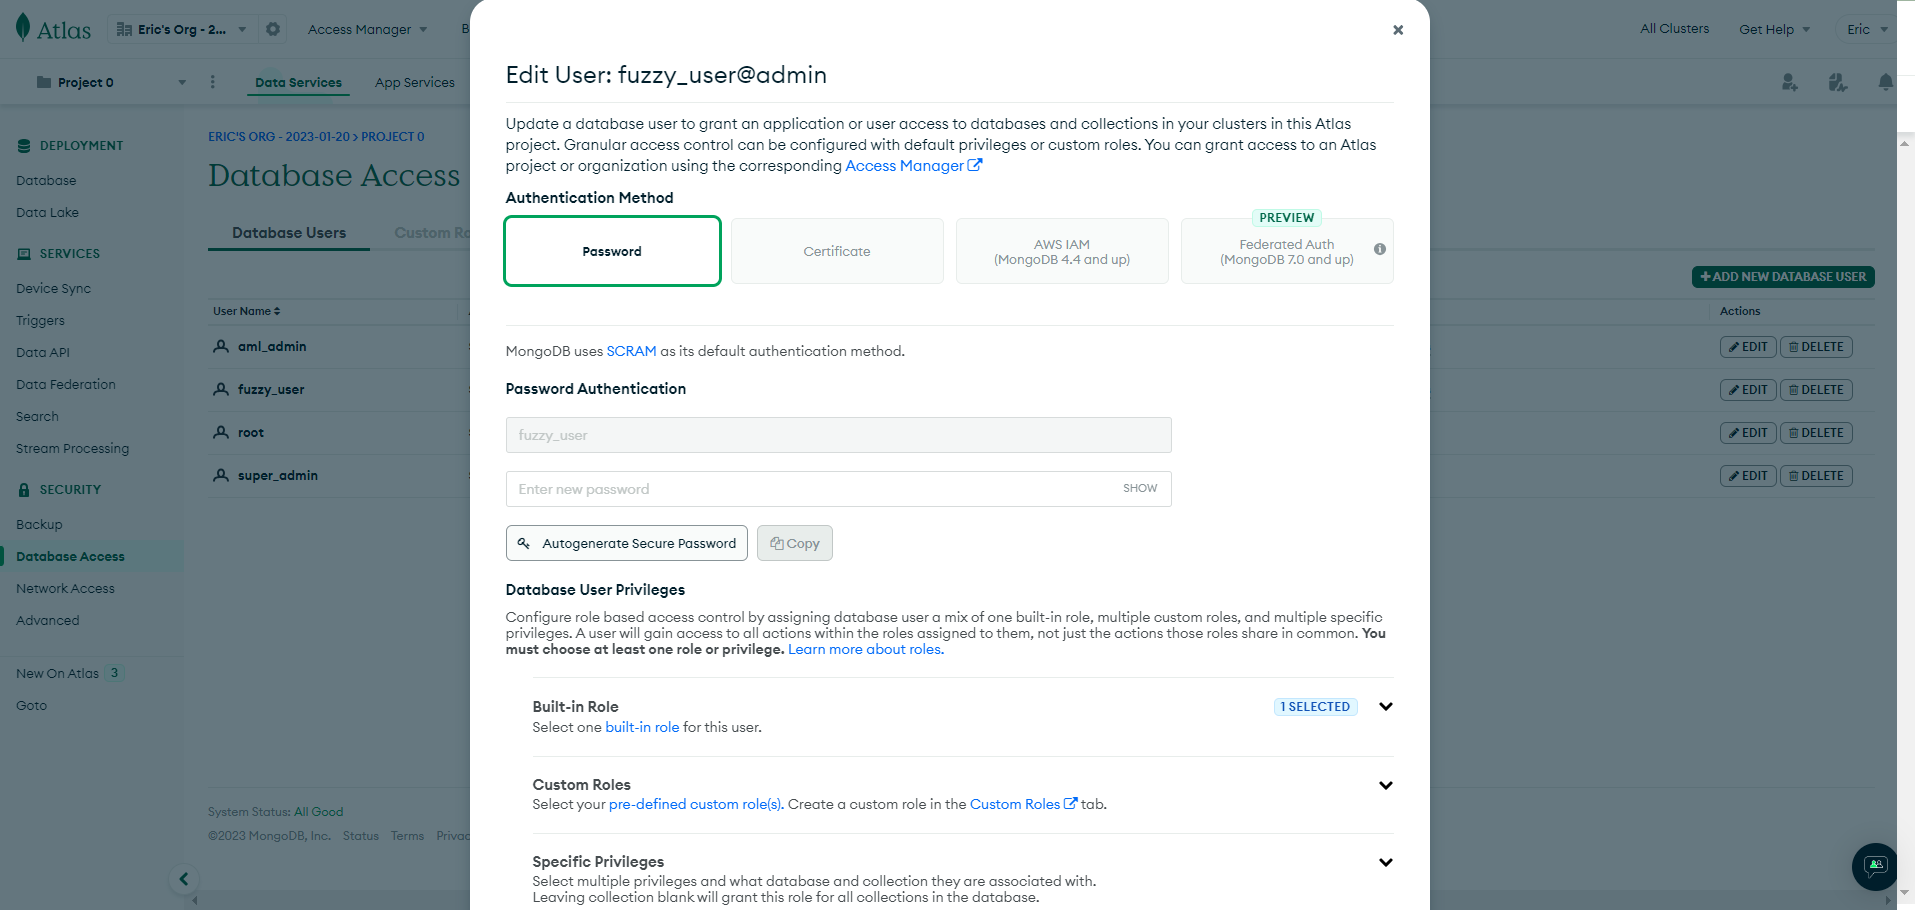 Atlas
Eric's Org - 2...
Access Manager
All Clusters
Get Help
Eric
Project 0
Data Services
App Services
DEPLOYMENT
Database
Data Lake
SERVICES
Device Sync
Triggers
Data API
Data Federation
Search
Stream Processing
SECURITY
Backup
Database Access
Network Access
Advanced
New On Atlas 3
Goto
ERIC'S ORG - 2023-01-20 > PROJECT 0
Database Access
Database Users
Custom Ro
ADD NEW DATABASE USER
User Name
Actions
aml_admin
EDIT DELETE
fuzzy_user
EDIT DELETE
root
EDIT DELETE
super_admin
EDIT DELETE
System Status: All Good
©2023 MongoDB, Inc. Status Terms Privac
Edit User: fuzzy_user@admin
Update a database user to grant an application or user access to databases and collections in your clusters in this Atlas
project. Granular access control can be configured with default privileges or custom roles. You can grant access to an Atlas
project or organization using the corresponding Access Manager
Authentication Method
Password
Certificate
AWS IAM
(MongoDB 4.4 and up)
PREVIEW
Federated Auth
(MongoDB 7.0 and up)
MongoDB uses SCRAM as its default authentication method.
Password Authentication
fuzzy_user
Enter new password
SHOW
Autogenerate Secure Password
Copy
Database User Privileges
Configure role based access control by assigning database user a mix of one built-in role, multiple custom roles, and multiple specific
privileges. A user will gain access to all actions within the roles assigned to them, not just the actions those roles share in common. You
must choose at least one role or privilege. Learn more about roles.
Built-in Role
1 SELECTED
Select one built-in role for this user.
Custom Roles
Select your pre-defined custom role(s). Create a custom role in the Custom Roles tab.
Specific Privileges
Select multiple privileges and what database and collection they are associated with.
Leaving collection blank will grant this role for all collections in the database.